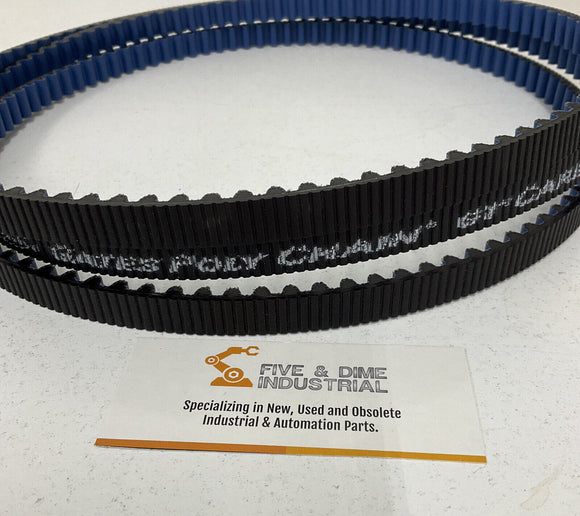 GATES POLY CHAIN® GT® CARB
FIVE & DIME
INDUSTRIAL
Specializing in New, Used and Obsolete
Industrial & Automation Parts.